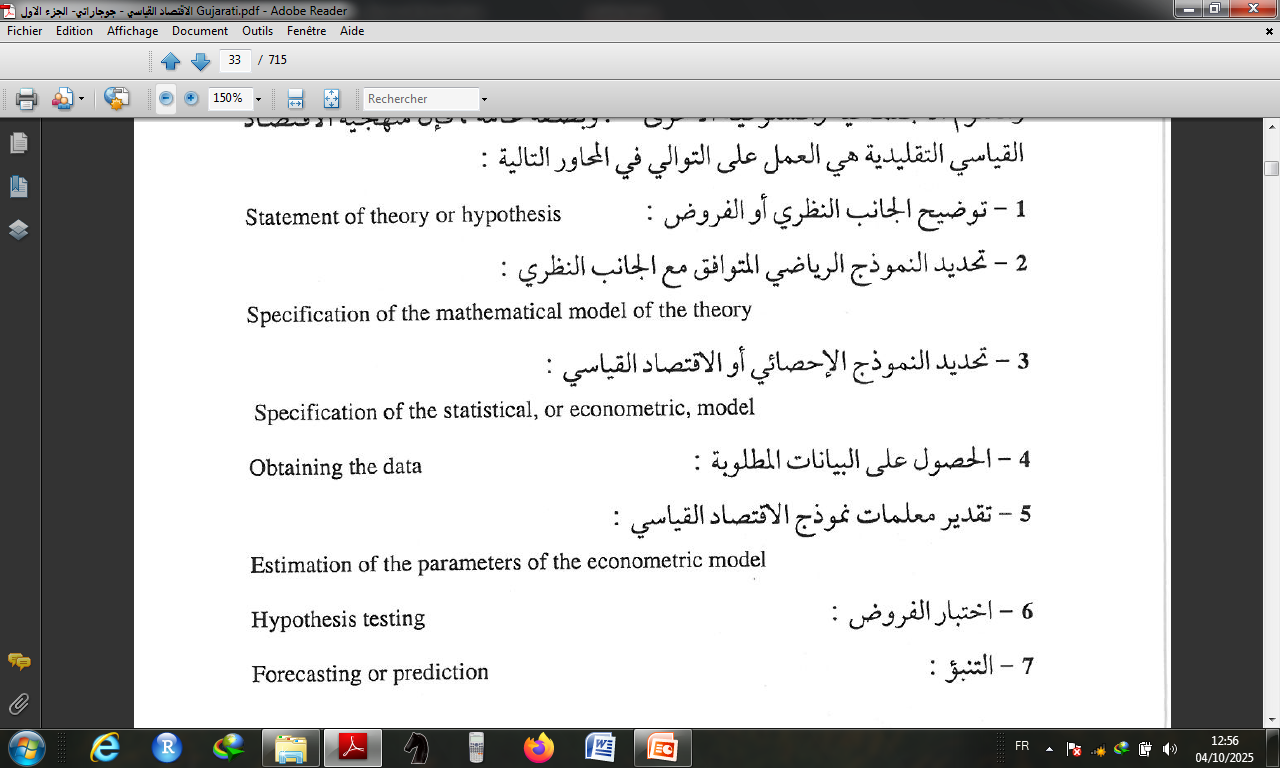 الاقتصاد القياسي - جوجاراتي- الجزء الاول Gujarati.pdf - Adobe Reader
Fichier Edition Affichage Document Outils Fenêtre Aide
33 / 715
150% Rechercher
القياسي التقليدية هي العمل على التوالي في المحاور التالية :
1 – توضيح الجانب النظري أو الفروض : Statement of theory or hypothesis
2 – تحديد النموذج الرياضي المتوافق مع الجانب النظري :
Specification of the mathematical model of the theory
3 – تحديد النموذج الإحصائي أو الاقتصاد القياسي :
Specification of the statistical, or econometric, model
4 – الحصول على البيانات المطلوبة : Obtaining the data
5 – تقدير معلمات نموذج الاقتصاد القياسي :
Estimation of the parameters of the econometric model
6 – اختبار الفروض : Hypothesis testing
7 – التنبؤ : Forecasting or prediction
FR 12:56
04/10/2025